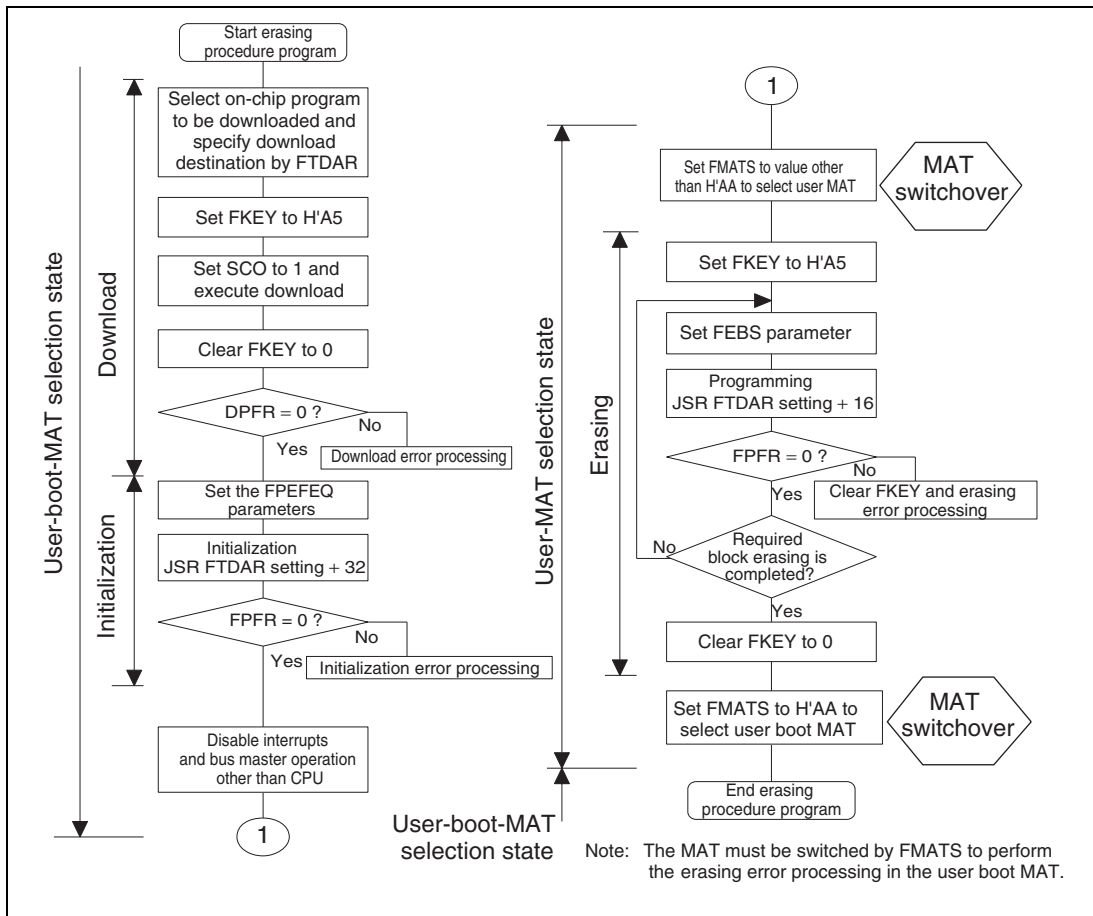 Start erasing
procedure program
Select on-chip program
to be downloaded and
specify download
destination by FTDAR
Set FKEY to H'A5
Set SCO to 1 and
execute download
Clear FKEY to 0
DPFR = 0 ?
No
Yes
Download error processing
Set the FPEFEQ
parameters
Initialization
JSR FTDAR setting + 32
FPFR = 0 ?
No
Yes
Initialization error processing
Disable interrupts
and bus master operation
other than CPU
1
User-boot-MAT selection state
Download
Initialization
1
Set FMATS to value other
than H'AA to select user MAT
MAT
switchover
Set FKEY to H'A5
Set FEBS parameter
Programming
JSR FTDAR setting + 16
FPFR = 0 ?
No
Yes
Clear FKEY and erasing
error processing
Required
block erasing is
completed?
No
Yes
Clear FKEY to 0
Set FMATS to H'AA to
select user boot MAT
MAT
switchover
End erasing
procedure program
User-MAT selection state
Erasing
User-boot-MAT
selection state
Note: The MAT must be switched by FMATS to perform
the erasing error processing in the user boot MAT.